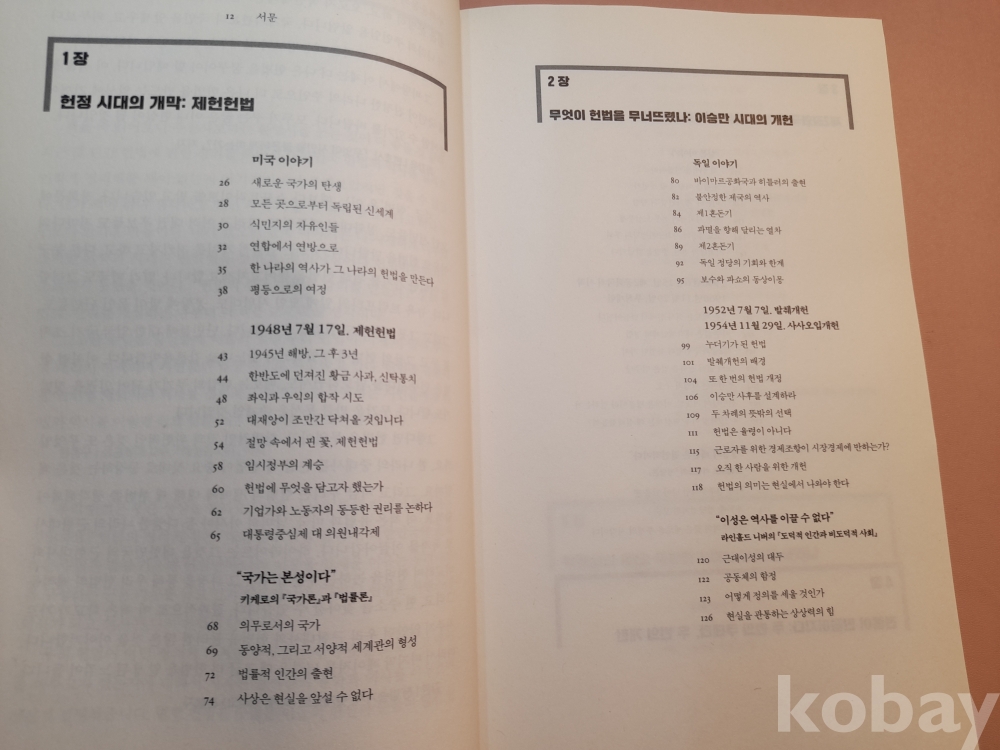 12 서문
1장
헌정 시대의 개막: 제헌헌법
미국 이야기
26 새로운 국가의 탄생
28 모든 곳으로부터 독립된 신세계
30 식민지의 자유인들
32 연합에서 연방으로
35 한 나라의 역사가 그 나라의 헌법을 만든다
38 평등으로의 여정
1948년 7월 17일, 제헌헌법
43 1945년 해방, 그 후 3년
44 한반도에 던져진 황금 사과, 신탁통치
48 좌익과 우익의 합작 시도
52 대재앙이 조만간 닥쳐올 것입니다
54 절망 속에서 핀 꽃, 제헌헌법
58 임시정부의 계승
60 헌법에 무엇을 담고자 했는가
62 기업가와 노동자의 동등한 권리를 논하다
65 대통령중심제 대 의원내각제
“국가는 본성이다”
키케로의 『국가론』과 『법률론』
68 의무로서의 국가
69 동양적, 그리고 서양적 세계관의 형성
72 법률적 인간의 출현
74 사상은 현실을 앞설 수 없다
2장
무엇이 헌법을 무너뜨렸나: 이승만 시대의 개헌
독일 이야기
80 바이마르공화국과 히틀러의 출현
82 불안정한 제국의 역사
84 제1혼돈기
86 파멸을 향해 달리는 열차
89 제2혼돈기
92 독일 정당의 기회와 한계
95 보수와 파쇼의 동상이몽
1952년 7월 7일, 발췌개헌
1954년 11월 29일, 사사오입개헌
99 누더기가 된 헌법
101 발췌개헌의 배경
104 또 한 번의 헌법 개정
106 이승만 사후를 설계하라
109 두 차례의 뜻밖의 선택
111 헌법은 율령이 아니다
115 근로자를 위한 경제조항이 시장경제에 반하는가?
117 오직 한 사람을 위한 개헌
118 헌법의 의미는 현실에서 나와야 한다
“이성은 역사를 이끌 수 없다”
라인홀드 니버의 『도덕적 인간과 비도덕적 사회』
120 근대이성의 대두
122 공동체의 함정
123 어떻게 정의를 세울 것인가
126 현실을 관통하는 상상력의 힘
kobay